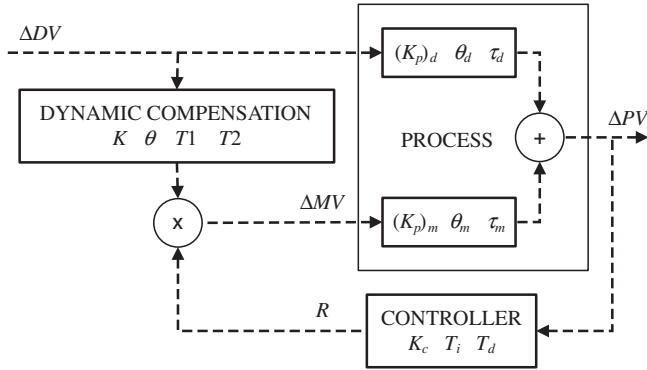 ΔDV
(Kp)d θd τd
DYNAMIC COMPENSATION
K θ T1 T2
ΔPV
PROCESS
+
x
ΔMV
(Kp)m θm τm
R
CONTROLLER
Kc Ti Td